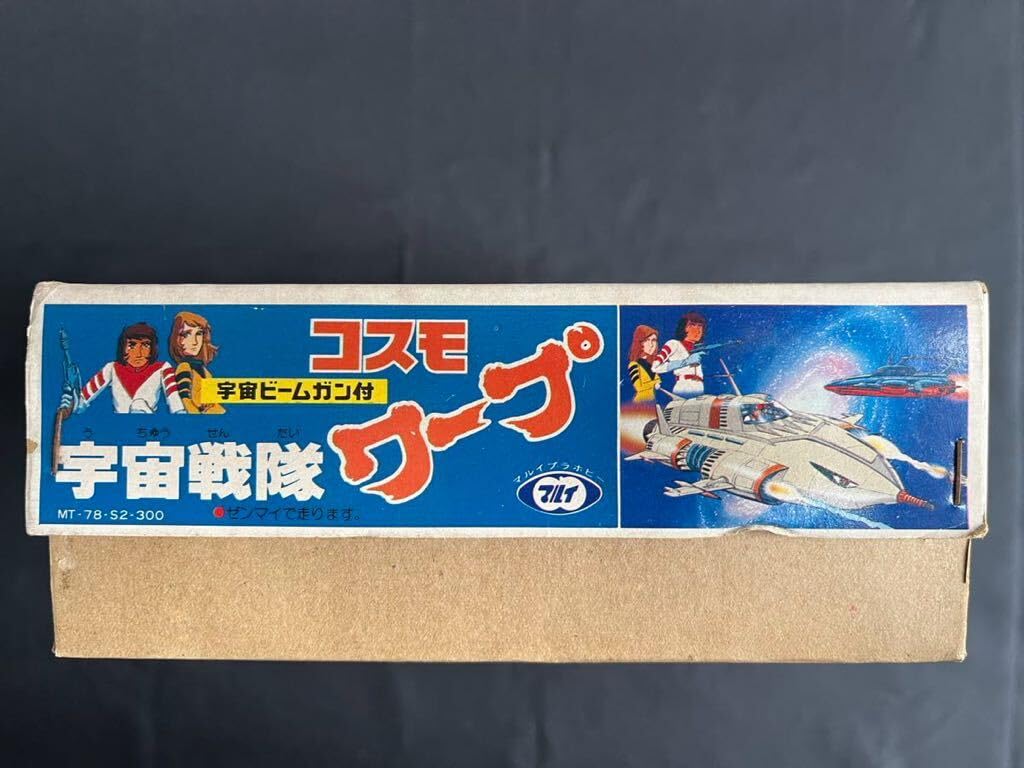 コスモ
ワープ
宇宙ビームガン付
うちゅうせんたい
宇宙戦隊
MT-78-S2-300
●ゼンマイで走ります。
マルイプラホビー
マルイ